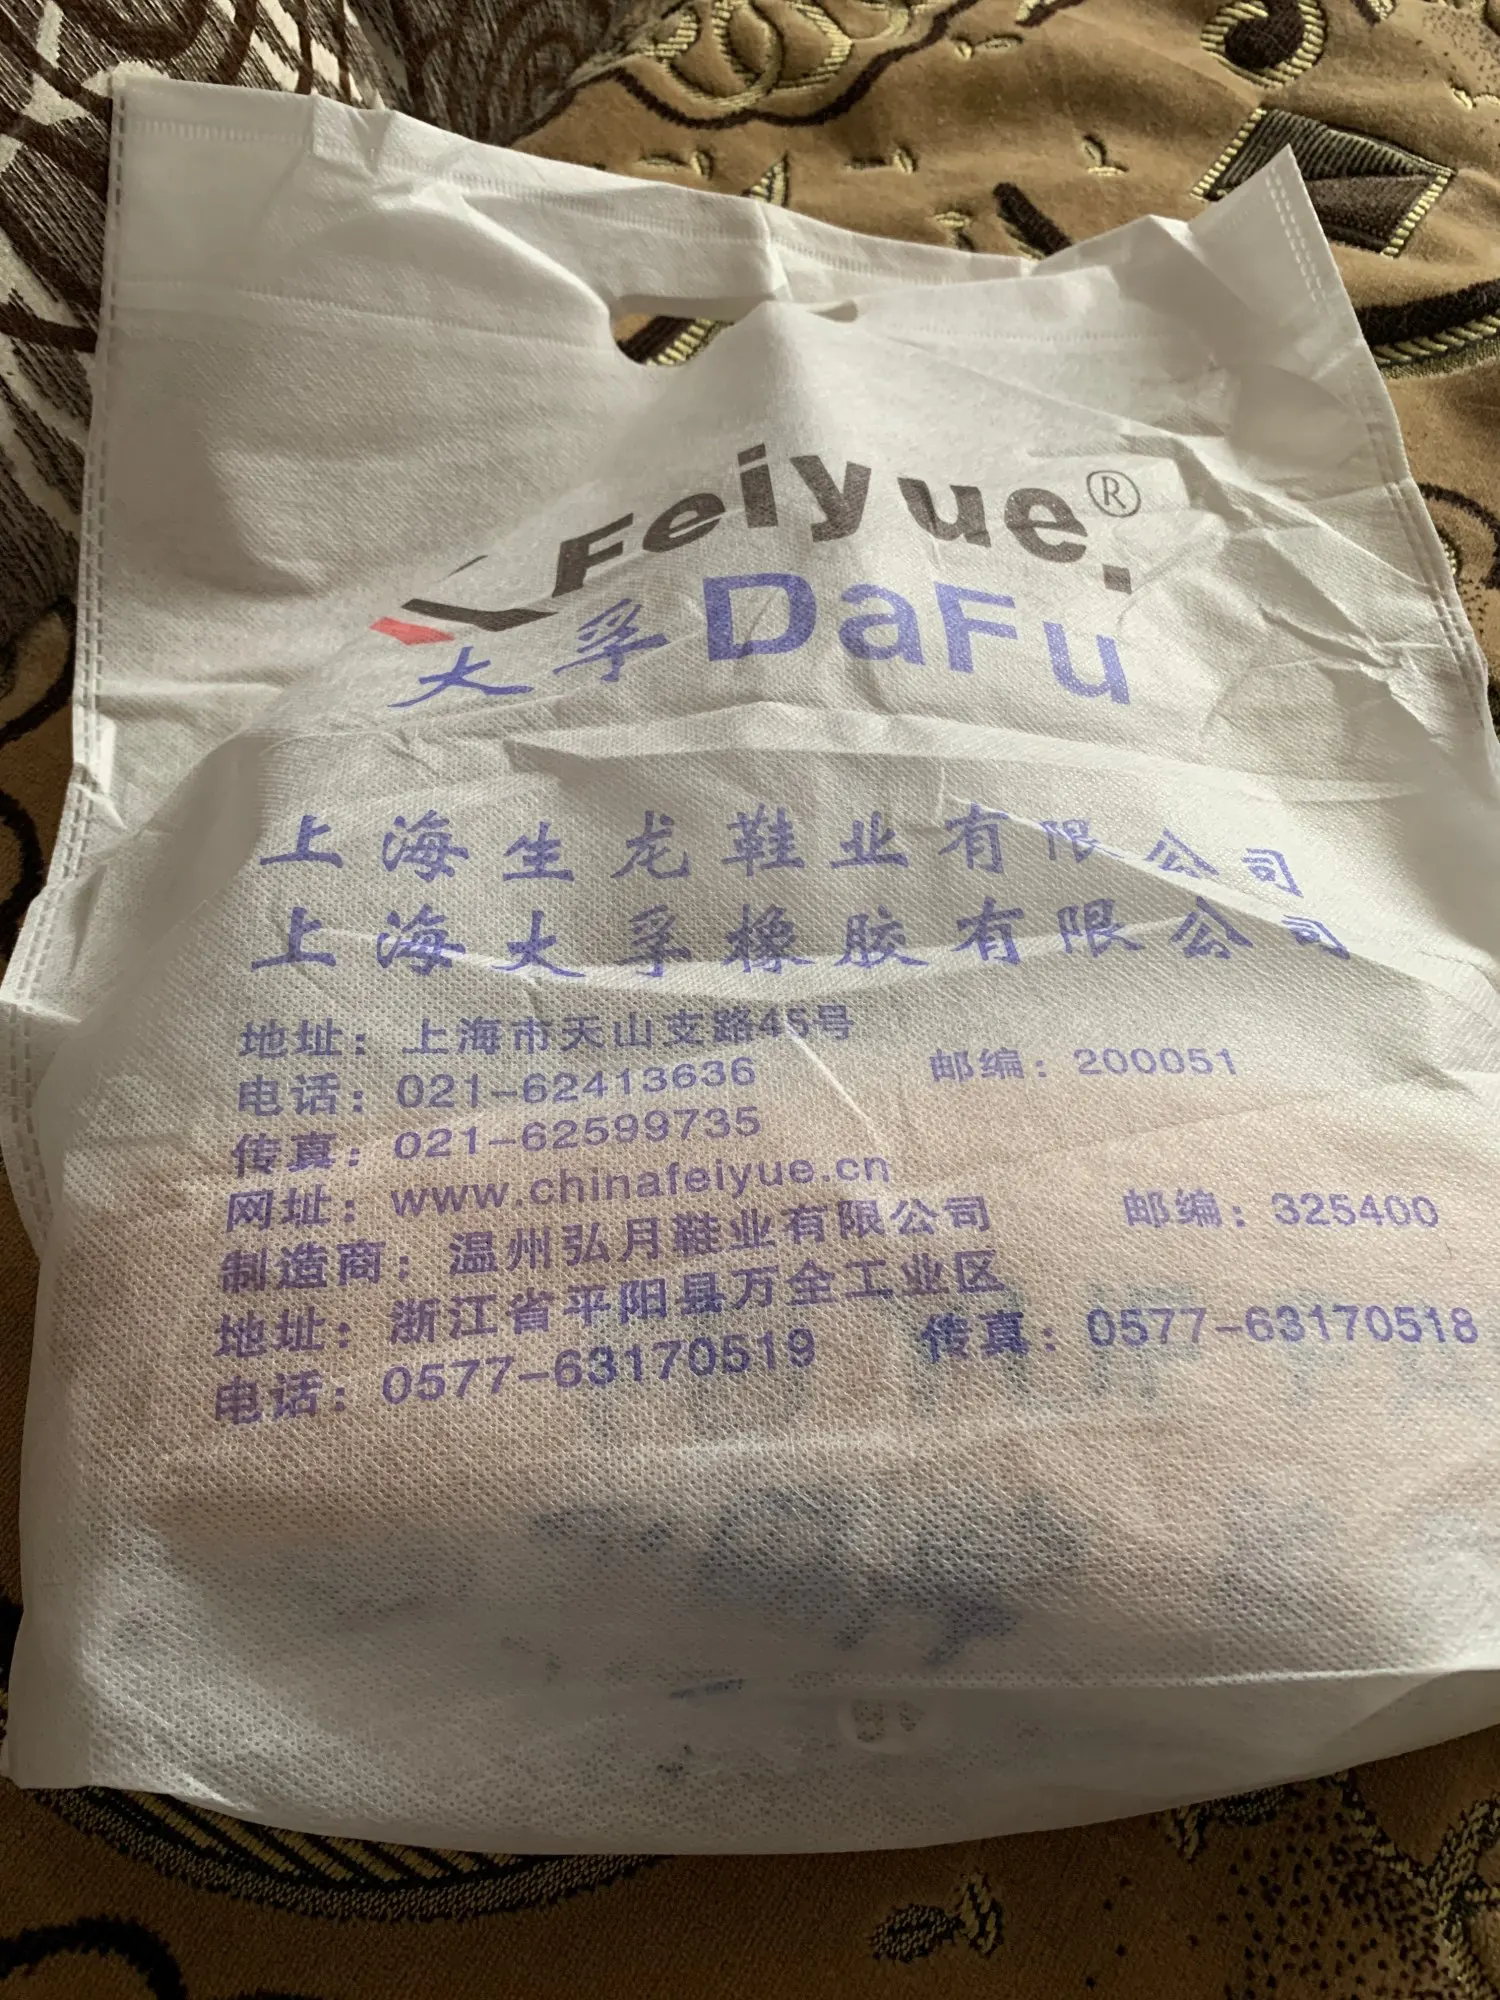 Feiyue.®
大孚 DaFu
上海生龙鞋业有限公司
上海大孚橡胶有限公司
地址：上海市天山支路45号
电话：021-62413636 邮编：200051
传真：021-62599735
网址：www.chinafeiyue.cn
制造商：温州弘月鞋业有限公司 邮编：325400
地址：浙江省平阳县万全工业区
电话：0577-63170519 传真：0577-63170518